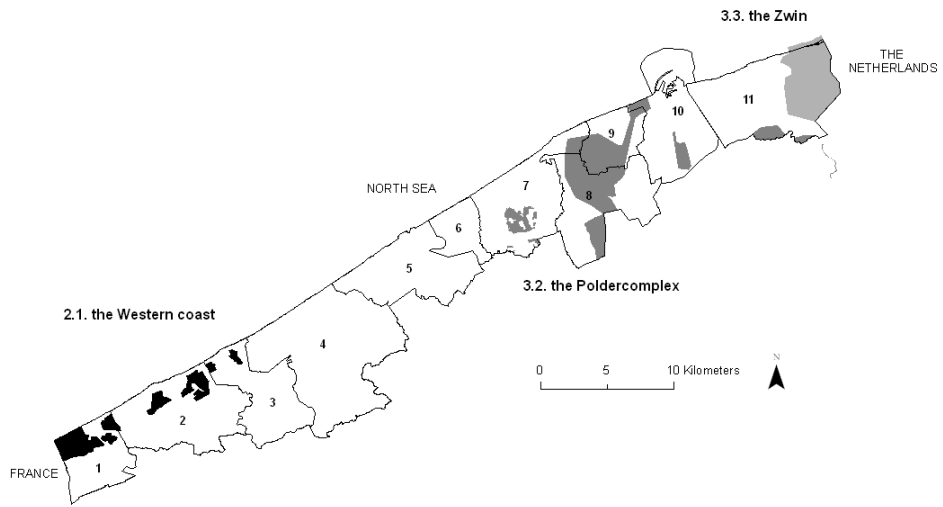 3.3. the Zwin
THE
NETHERLANDS
11
10
9
NORTH SEA
7
8
6
5
3.2. the Poldercomplex
2.1. the Western coast
4
0 5 10 Kilometers
N
3
2
1
FRANCE